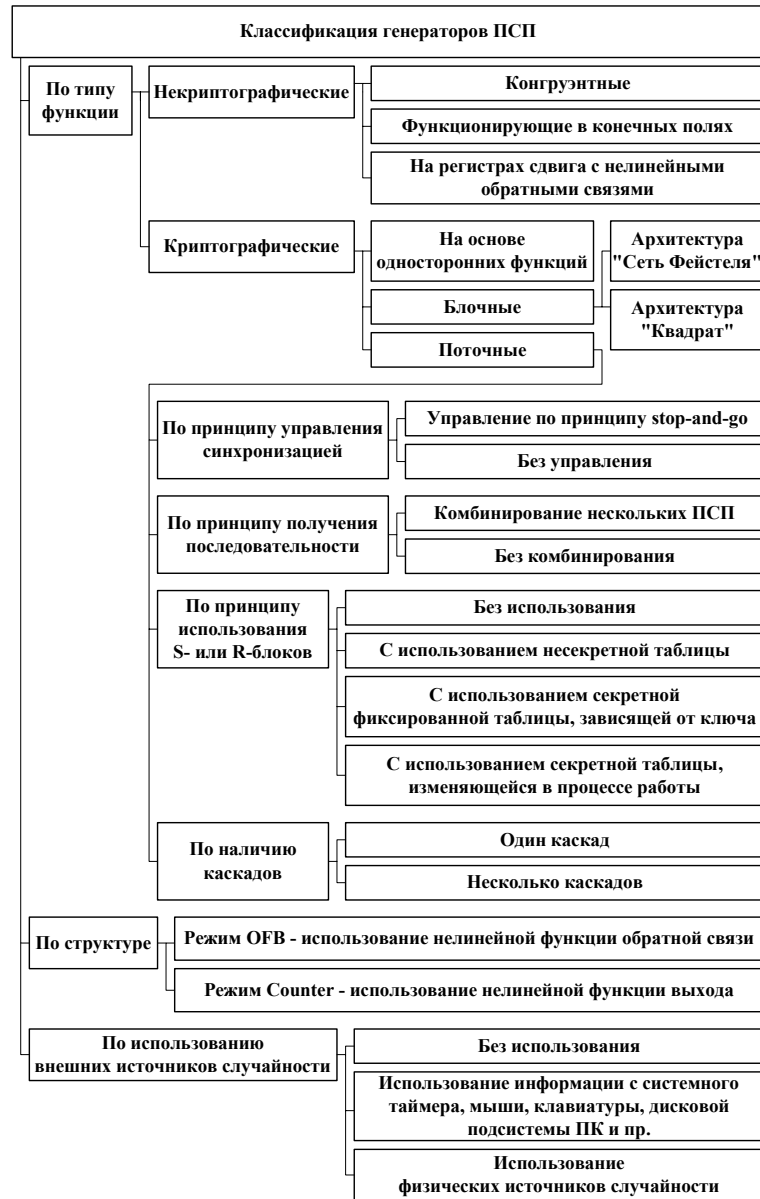 Классификация генераторов ПСП
По типу
функции
Некриптографические
Конгруэнтные
Функционирующие в конечных полях
На регистрах сдвига с нелинейными
обратными связями
Криптографические
На основе
односторонних функций
Архитектура
"Сеть Фейстеля"
Блочные
Архитектура
"Квадрат"
Поточные
По принципу управления
синхронизацией
Управление по принципу stop-and-go
Без управления
По принципу получения
последовательности
Комбинирование нескольких ПСП
Без комбинирования
По принципу
использования
S- или R-блоков
Без использования
С использованием несекретной таблицы
С использованием секретной
фиксированной таблицы, зависящей от ключа
С использованием секретной таблицы,
изменяющейся в процессе работы
По наличию
каскадов
Один каскад
Несколько каскадов
По структуре
Режим OFB - использование нелинейной функции обратной связи
Режим Counter - использование нелинейной функции выхода
По использованию
внешних источников случайности
Без использования
Использование информации с системного
таймера, мыши, клавиатуры, дисковой
подсистемы ПК и пр.
Использование
физических источников случайности